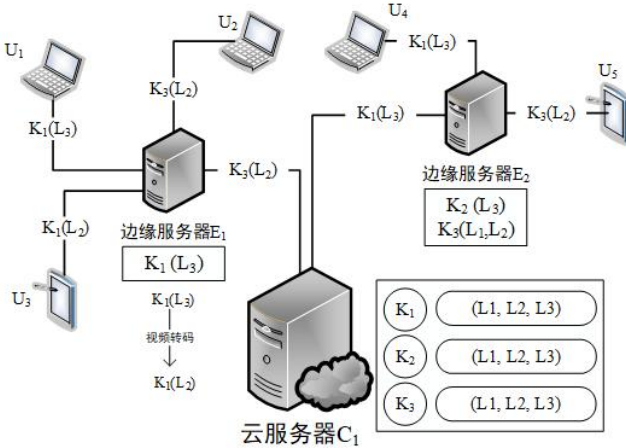 U₁
U₂
U₄
U₅
K₁(L₃)
K₃(L₂)
K₁(L₃)
K₁(L₃)
K₃(L₂)
K₃(L₂)
K₁(L₂)
U₃
边缘服务器E₁
K₁ (L₃)
K₁(L₃)
视频转码
K₁(L₂)
边缘服务器E₂
K₂ (L₃)
K₃(L₁,L₂)
K₁ (L1, L2, L3)
K₂ (L1, L2, L3)
K₃ (L1, L2, L3)
云服务器C₁